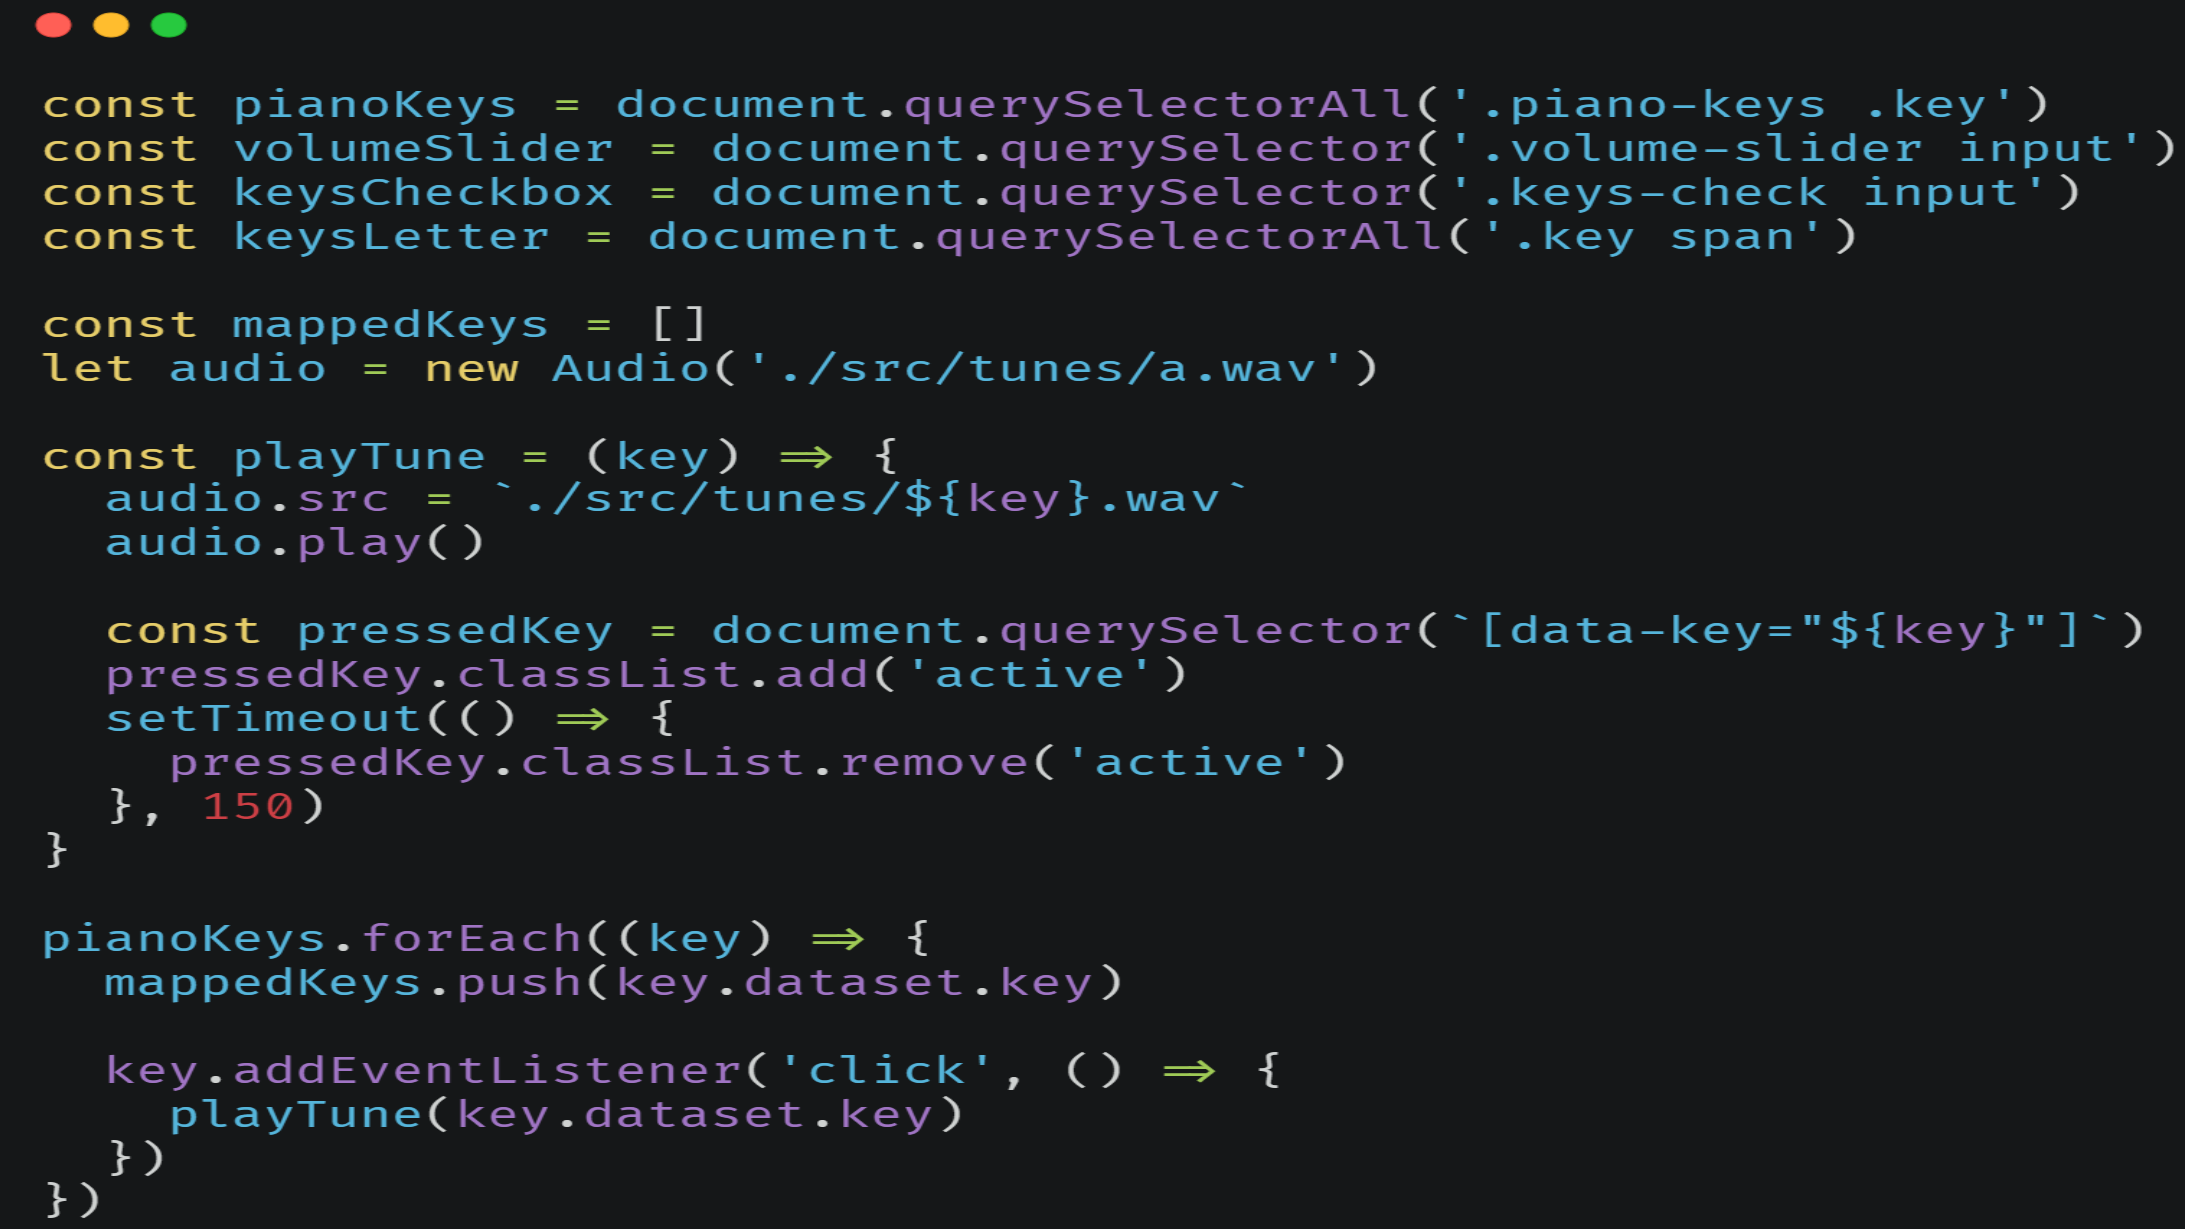 const pianoKeys = document.querySelectorAll('.piano-keys .key')
const volumeSlider = document.querySelector('.volume-slider input')
const keysCheckbox = document.querySelector('.keys-check input')
const keysLetter = document.querySelectorAll('.key span')

const mappedKeys = []
let audio = new Audio('./src/tunes/a.wav')

const playTune = (key) => {
  audio.src = `./src/tunes/${key}.wav`
  audio.play()

  const pressedKey = document.querySelector(`[data-key="${key}"]`)
  pressedKey.classList.add('active')
  setTimeout(() => {
    pressedKey.classList.remove('active')
  }, 150)
}

pianoKeys.forEach((key) => {
  mappedKeys.push(key.dataset.key)

  key.addEventListener('click', () => {
    playTune(key.dataset.key)
  })
})